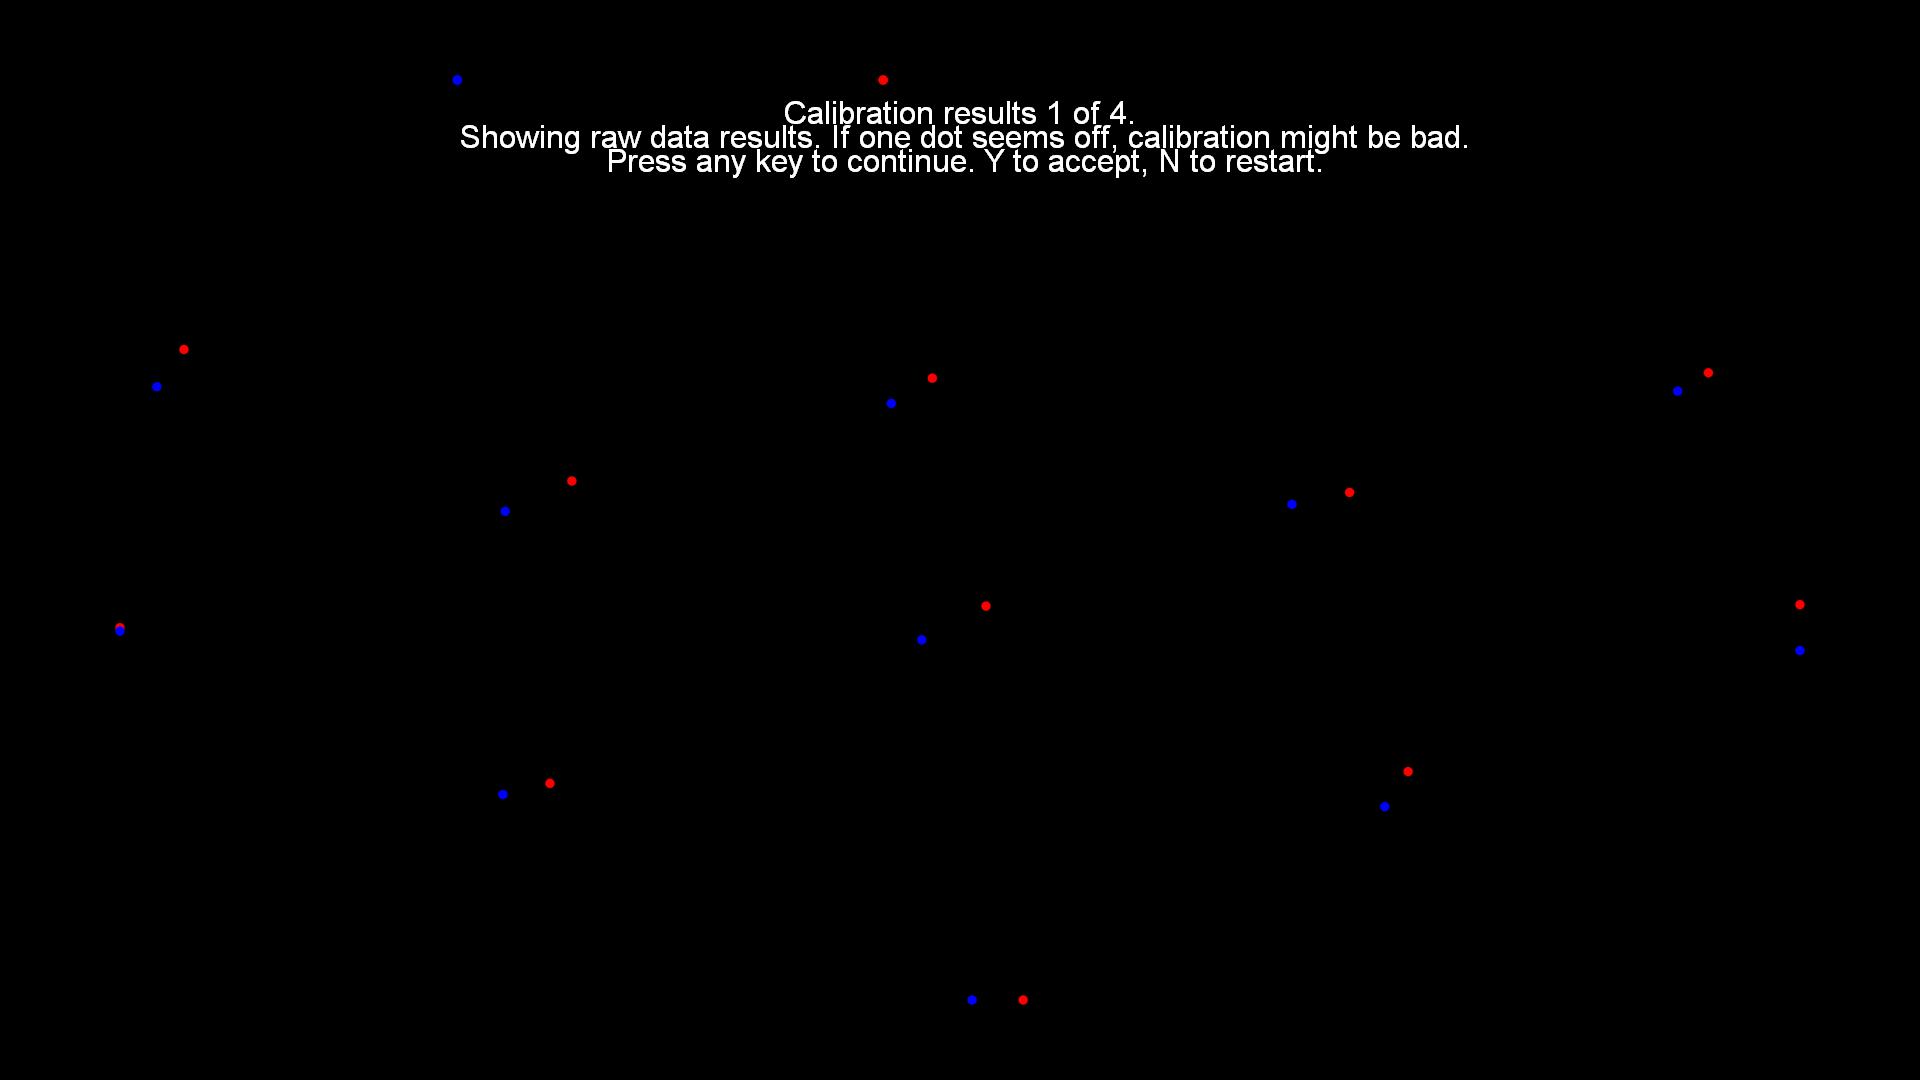 Calibration results 1 of 4.
Showing raw data results. If one dot seems off, calibration might be bad.
Press any key to continue. Y to accept, N to restart.